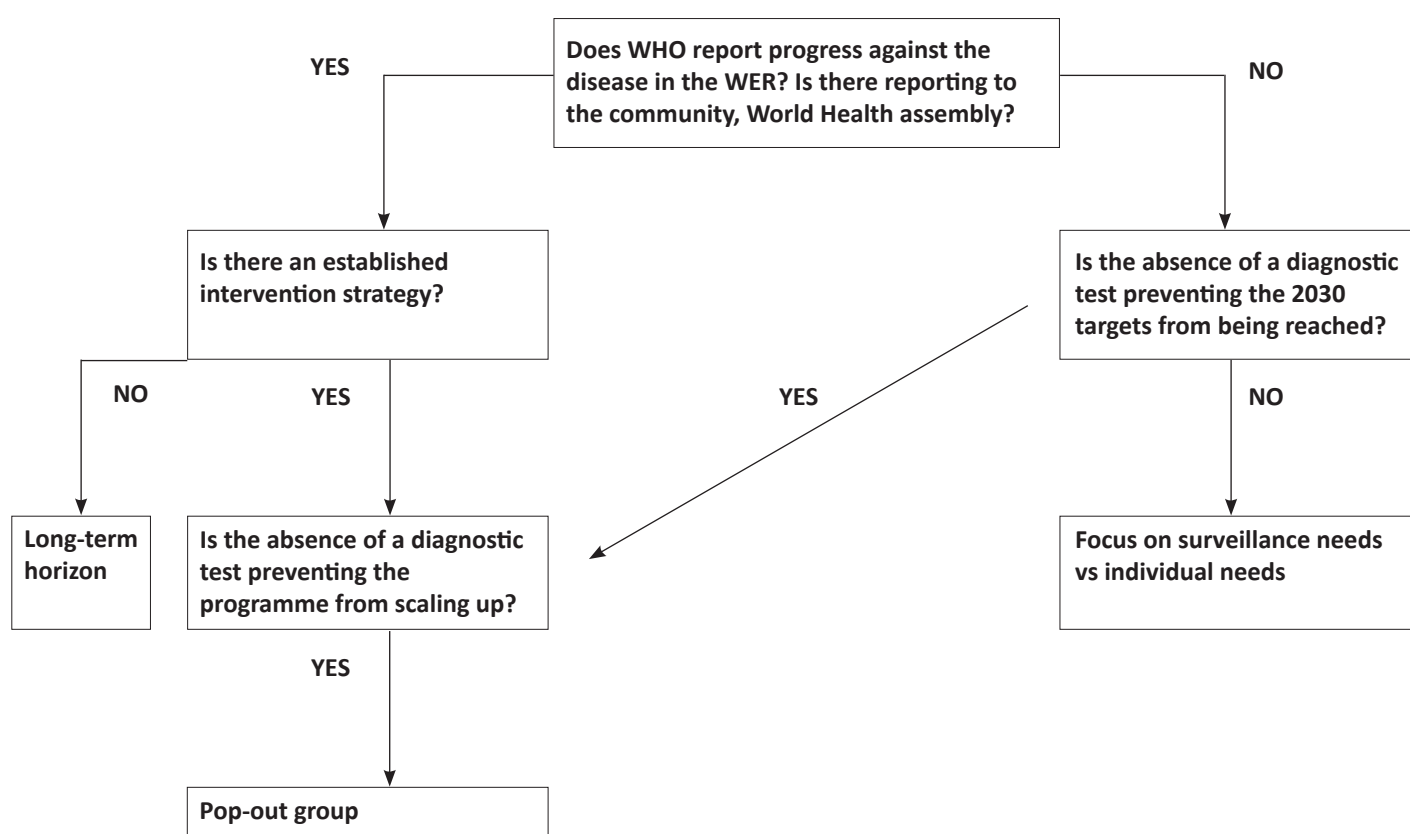 Does WHO report progress against the
disease in the WER? Is there reporting to
the community, World Health assembly?
YES
NO
Is there an established
intervention strategy?
Is the absence of a diagnostic
test preventing the 2030
targets from being reached?
NO
YES
YES
NO
Long-term
horizon
Is the absence of a diagnostic
test preventing the
programme from scaling up?
Focus on surveillance needs
vs individual needs
YES
Pop-out group